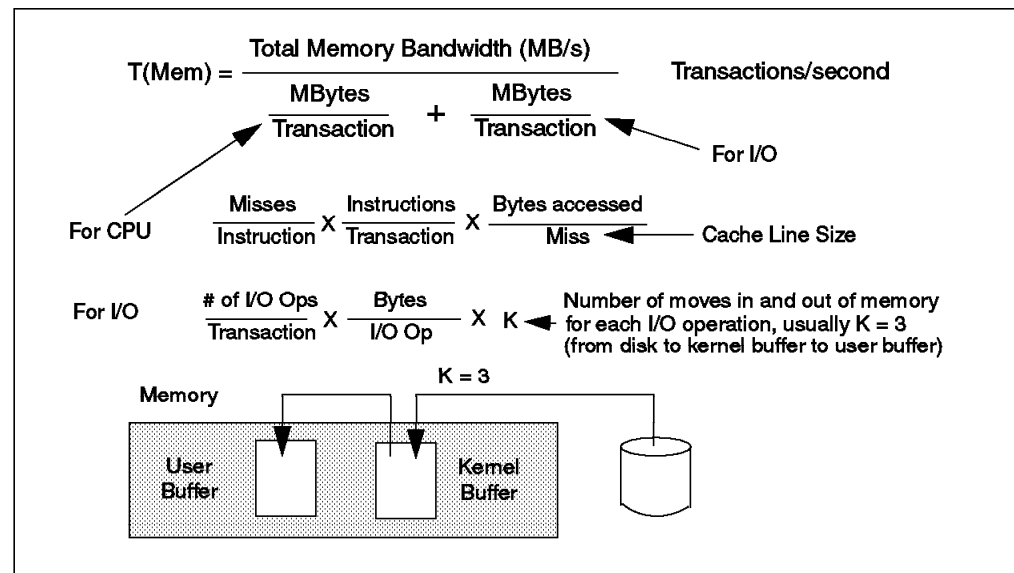 Total Memory Bandwidth (MB/s)
T(Mem) =
Transactions/second
MBytes
Transaction
+
MBytes
Transaction
For I/O
For CPU
Misses
Instruction
X
Instructions
Transaction
X
Bytes accessed
Miss
Cache Line Size
For I/O
# of I/O Ops
Transaction
X
Bytes
I/O Op
X
K
Number of moves in and out of memory
for each I/O operation, usually K = 3
(from disk to kernel buffer to user buffer)
K = 3
Memory
User
Buffer
Kernel
Buffer